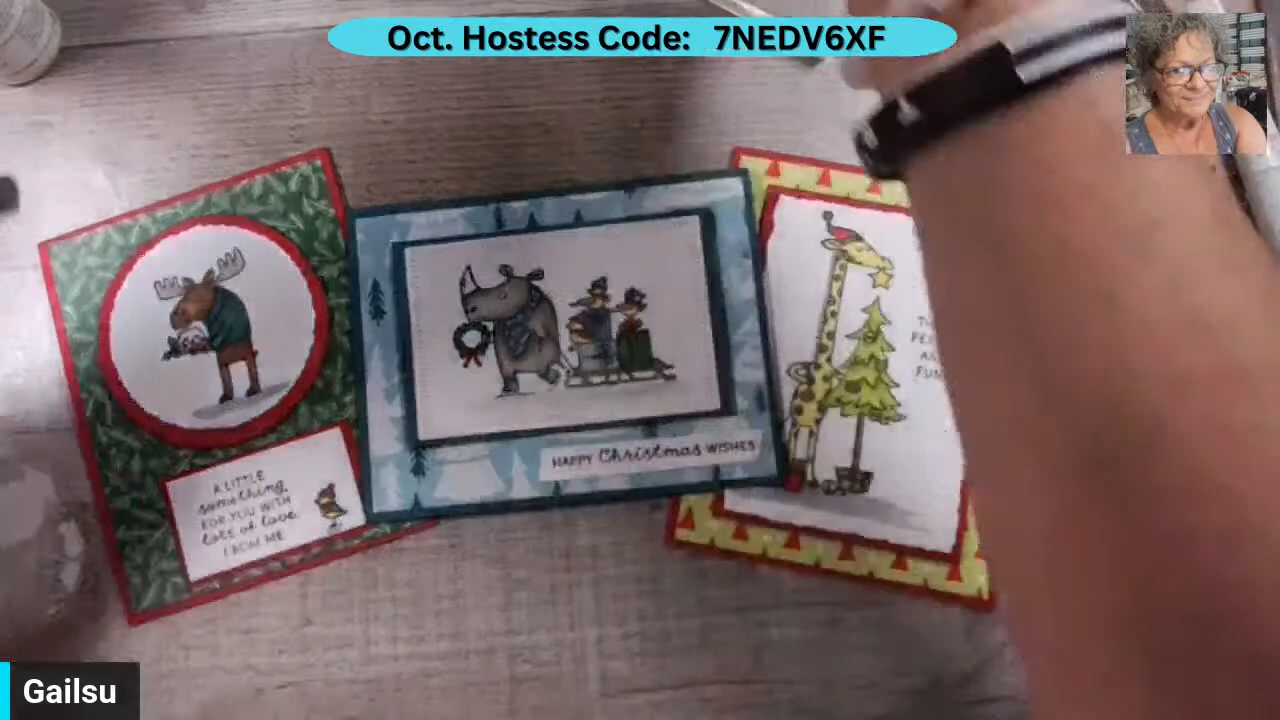 Oct. Hostess Code: 7NEDV6XF
A LITTLE
something
FOR YOU WITH
lots of love
FROM ME
HAPPY Christmas WISHES
Gailsu